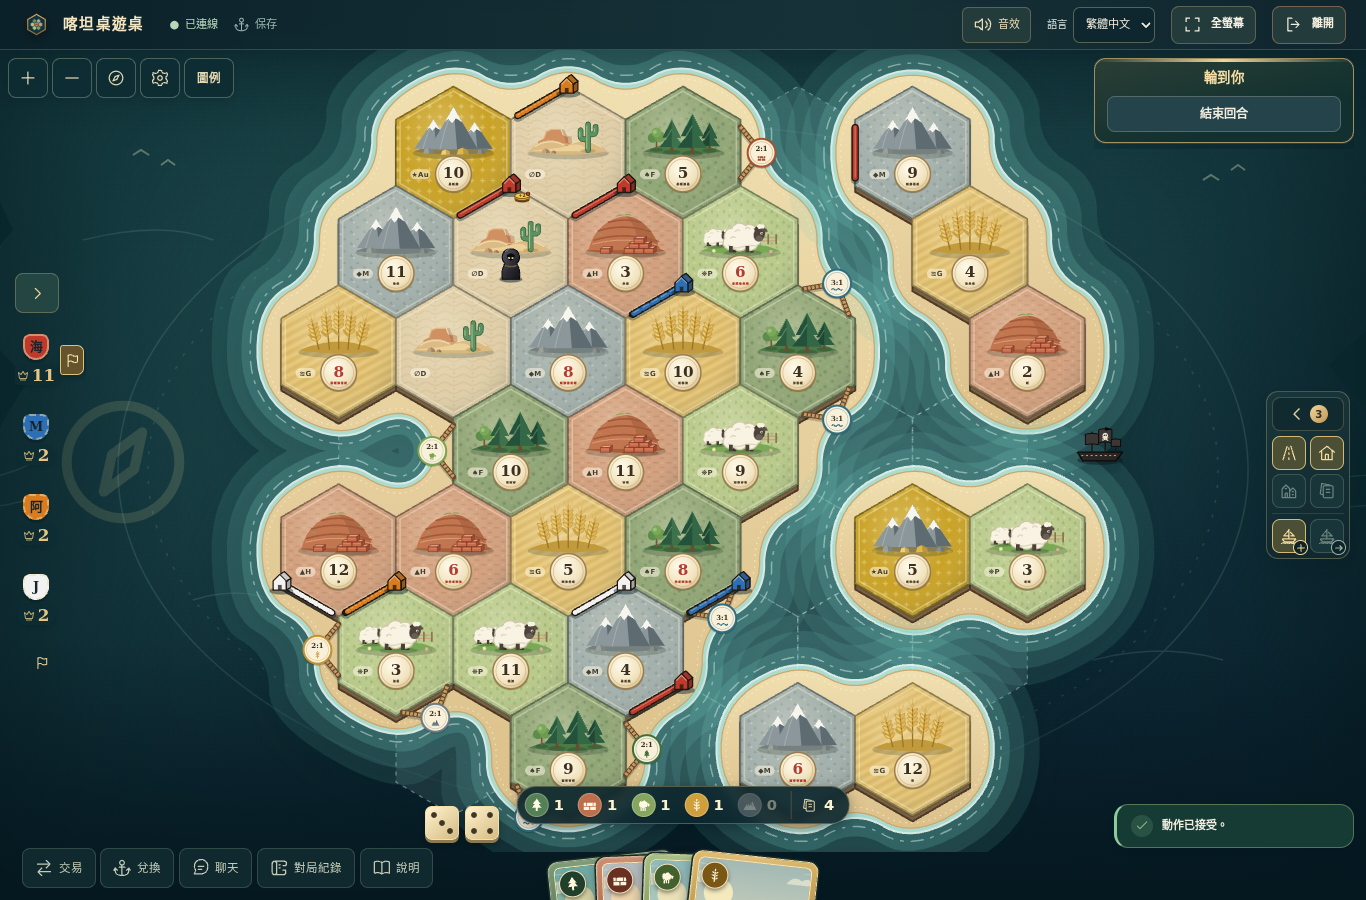 喀坦桌遊桌
已連線
保存
音效
語言
繁體中文
全螢幕
離開
圖例
輪到你
結束回合
★Au 10
∅D
♠F 5
2:1
◆M 9
◆M 11
∅D
▲H 3
❋P 6
3:1
≡G 4
≡G 8
∅D
◆M 8
≡G 10
♠F 4
▲H 2
海
11
M
2
阿
2
J
2
2:1
♠F 10
▲H 11
❋P 9
3:1
3
▲H 12
▲H 6
≡G 5
♠F 8
3:1
★Au 5
❋P 3
2:1
❋P 3
❋P 11
◆M 4
2:1
♠F 9
2:1
◆M 6
≡G 12
1
1
1
1
0
4
動作已接受。
交易
兌換
聊天
對局紀錄
說明